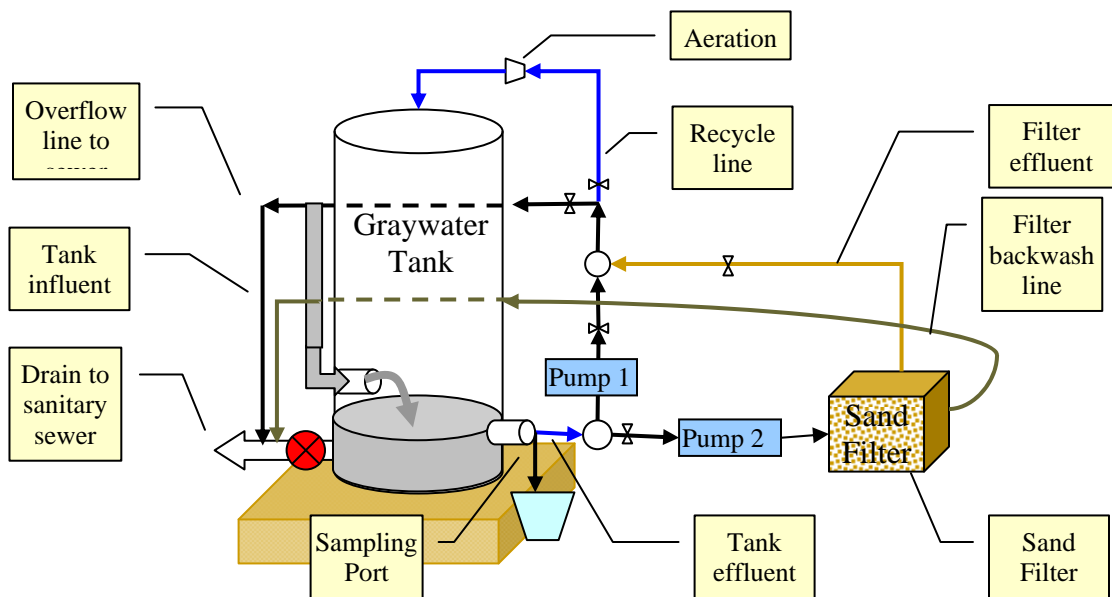 Aeration
Overflow
line to
Recycle
line
Filter
effluent
Graywater
Tank
Tank
influent
Filter
backwash
line
Drain to
sanitary
sewer
Pump 1
Pump 2
Sand
Filter
Sampling
Port
Tank
effluent
Sand
Filter